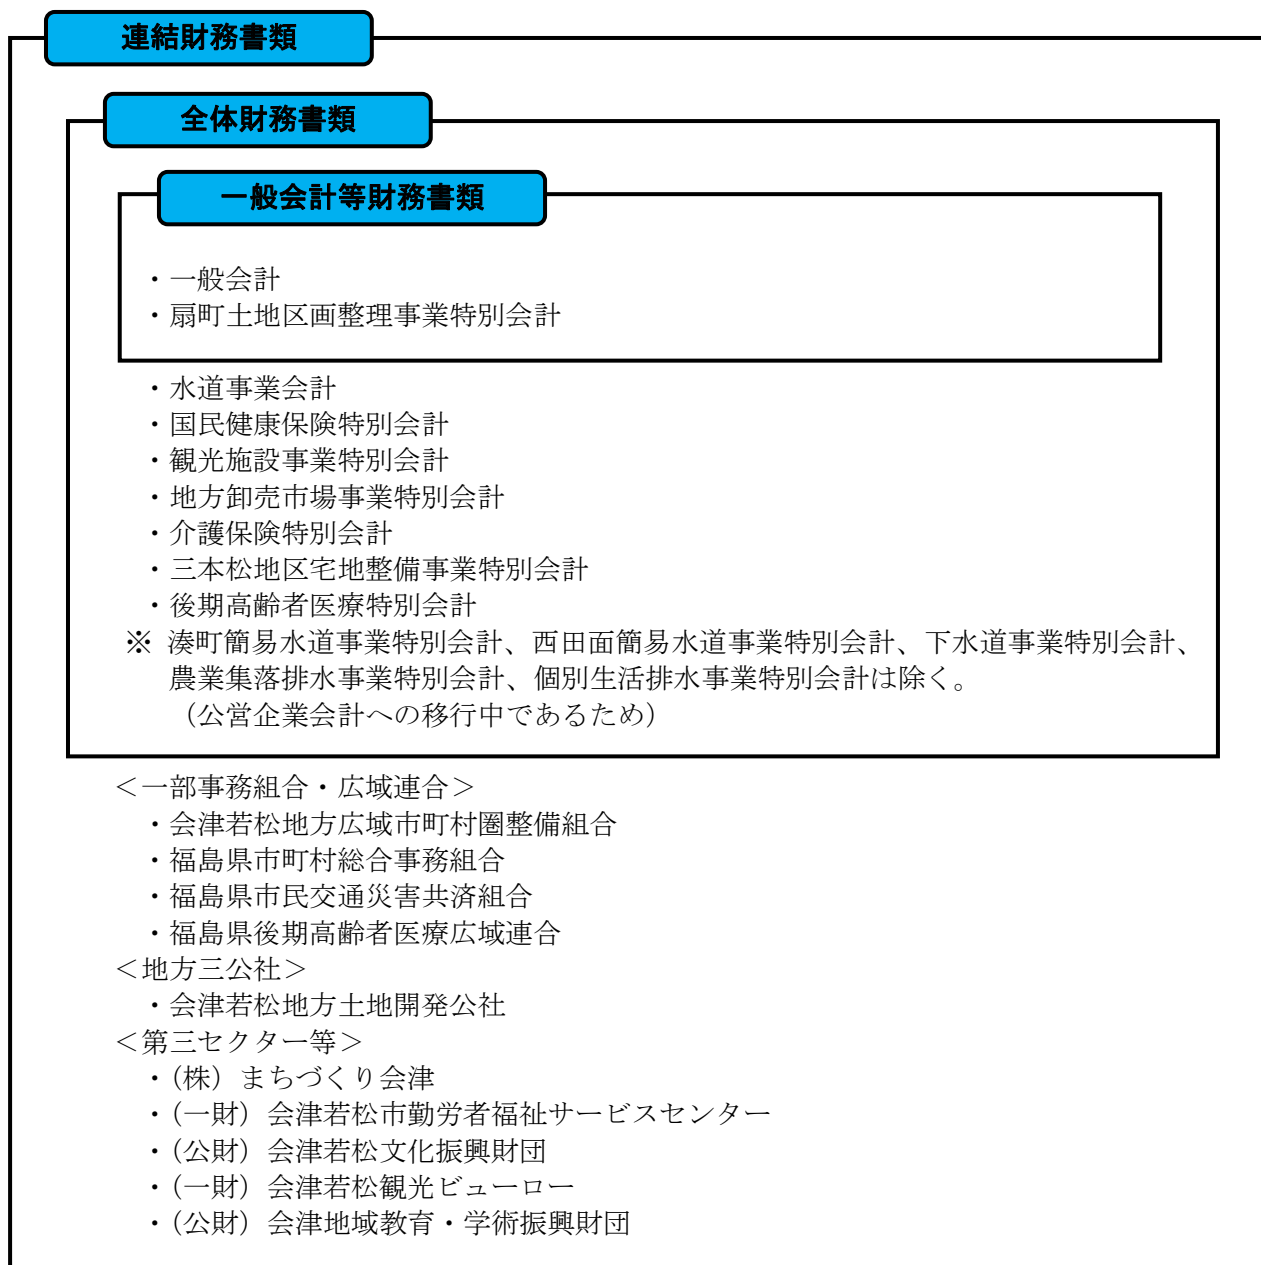 連結財務書類
全体財務書類
一般会計等財務書類
・一般会計
・扇町土地区画整理事業特別会計
・水道事業会計
・国民健康保険特別会計
・観光施設事業特別会計
・地方卸売市場事業特別会計
・介護保険特別会計
・三本松地区宅地整備事業特別会計
・後期高齢者医療特別会計
※ 湊町簡易水道事業特別会計、西田面簡易水道事業特別会計、下水道事業特別会計、
農業集落排水事業特別会計、個別生活排水事業特別会計は除く。
（公営企業会計への移行中であるため）
＜一部事務組合・広域連合＞
・会津若松地方広域市町村圏整備組合
・福島県市町村総合事務組合
・福島県市民交通災害共済組合
・福島県後期高齢者医療広域連合
＜地方三公社＞
・会津若松地方土地開発公社
＜第三セクター等＞
・（株）まちづくり会津
・（一財）会津若松市勤労者福祉サービスセンター
・（公財）会津若松文化振興財団
・（一財）会津若松観光ビューロー
・（公財）会津地域教育・学術振興財団